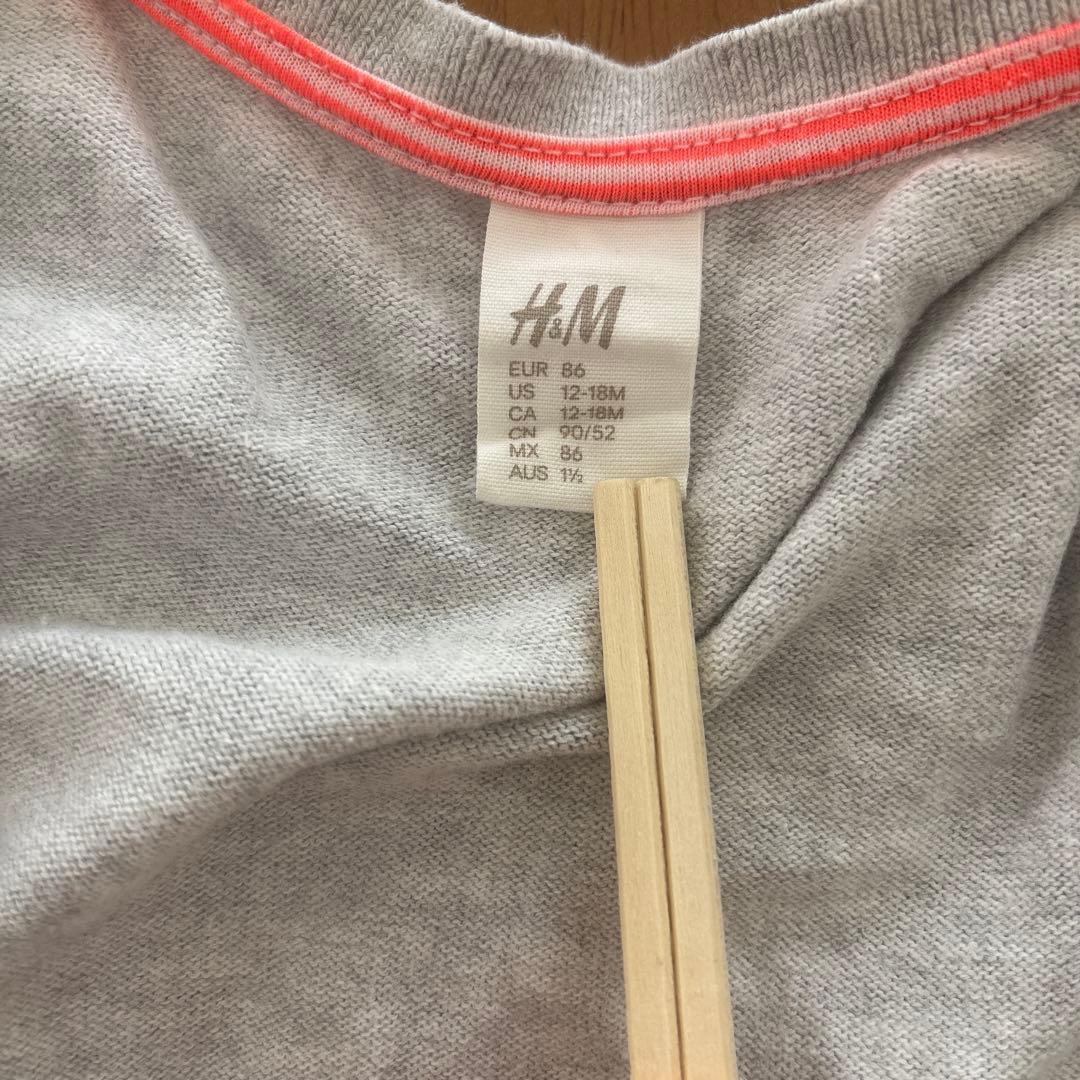 H&M
EUR 86
US 12-18M
CA 12-18M
CN 90/52
MX 86
AUS 1½